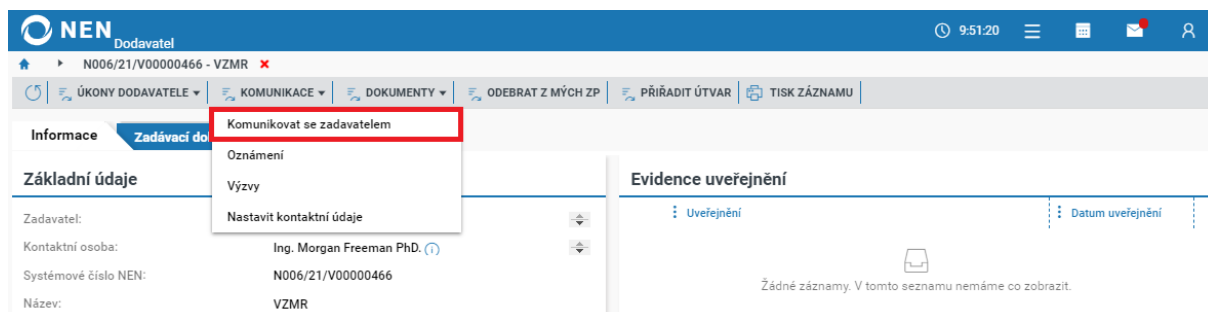 NEN Dodavatel 9:51:20
N006/21/V00000466 - VZMR
ÚKONY DODAVATELE KOMUNIKACE DOKUMENTY ODEBRAT Z MÝCH ZP PŘIŘADIT ÚTVAR TISK ZÁZNAMU
Informace Zadávací do
Komunikovat se zadavatelem
Oznámení
Výzvy
Nastavit kontaktní údaje
Základní údaje
Zadavatel:
Kontaktní osoba: Ing. Morgan Freeman PhD.
Systémové číslo NEN: N006/21/V00000466
Název: VZMR
Evidence uveřejnění
Uveřejnění Datum uveřejnění
Žádné záznamy. V tomto seznamu nemáme co zobrazit.